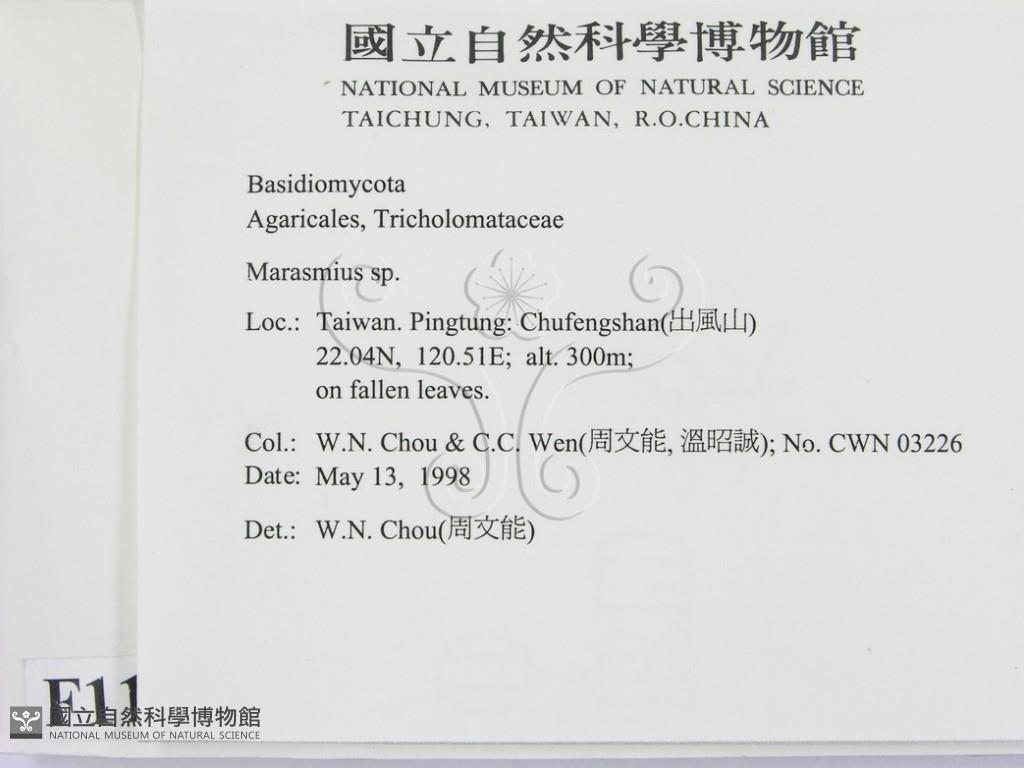 國立自然科學博物館
NATIONAL MUSEUM OF NATURAL SCIENCE
TAICHUNG, TAIWAN, R.O.CHINA
Basidiomycota
Agaricales, Tricholomataceae
Marasmius sp.
Loc.: Taiwan. Pingtung: Chufengshan(出風山)
22.04N, 120.51E; alt. 300m;
on fallen leaves.
Col.: W.N. Chou & C.C. Wen(周文能, 溫昭誠); No. CWN 03226
Date: May 13, 1998
Det.: W.N. Chou(周文能)
F11
國立自然科學博物館
NATIONAL MUSEUM OF NATURAL SCIENCE